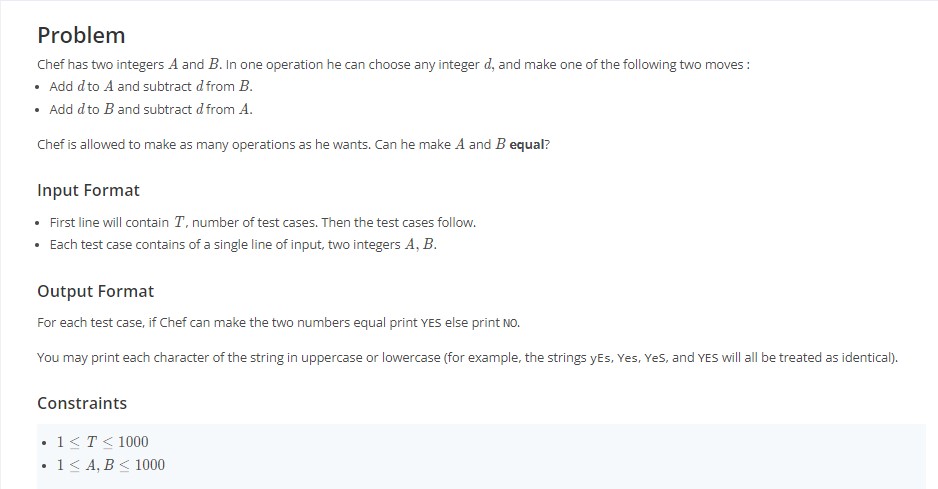 Problem
Chef has two integers A and B. In one operation he can choose any integer d, and make one of the following two moves :
• Add d to A and subtract d from B.
• Add d to B and subtract d from A.
Chef is allowed to make as many operations as he wants. Can he make A and B equal?
Input Format
• First line will contain T, number of test cases. Then the test cases follow.
• Each test case contains of a single line of input, two integers A, B.
Output Format
For each test case, if Chef can make the two numbers equal print YES else print NO.
You may print each character of the string in uppercase or lowercase (for example, the strings yEs, Yes, YeS, and YES will all be treated as identical).
Constraints
• 1 ≤ T ≤ 1000
• 1 ≤ A, B ≤ 1000